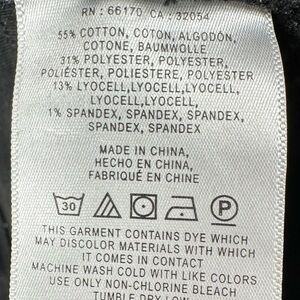 RN : 66170 CA : 32054
55% COTTON, COTON, ALGODÓN,
COTONE, BAUMWOLLE
31% POLYESTER, POLYESTER,
POLIÉSTER, POLIESTERE, POLYESTER
13% LYOCELL,LYOCELL,LYOCELL,
LYOCELL,LYOCELL,
1% SPANDEX, SPANDEX, SPANDEX,
SPANDEX, SPANDEX
MADE IN CHINA,
HECHO EN CHINA,
FABRIQUÉ EN CHINE
30 P
THIS GARMENT CONTAINS DYE WHICH
MAY DISCOLOR MATERIALS WITH WHICH
IT COMES IN CONTACT
MACHINE WASH COLD WITH LIKE COLORS
USE ONLY NON-CHLORINE BLEACH
TUMBLE DRY LOW